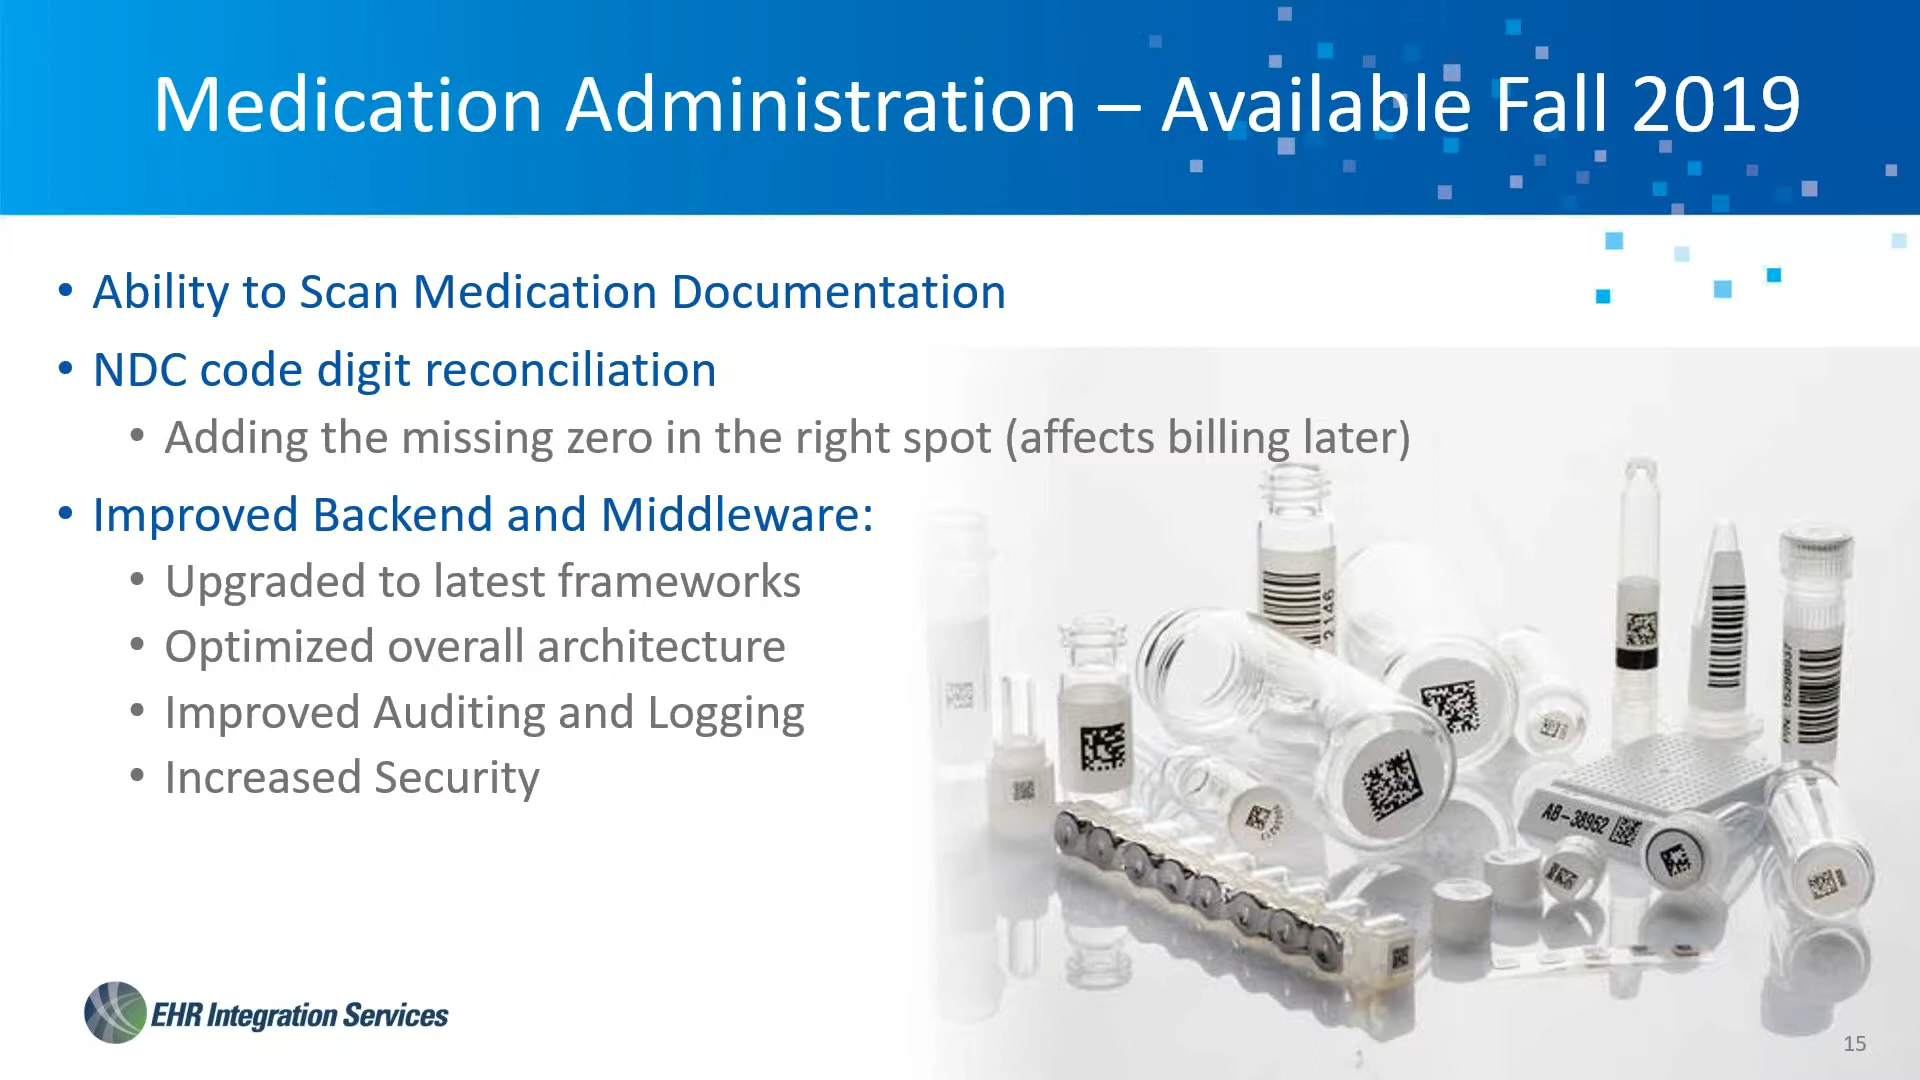 Medication Administration – Available Fall 2019
• Ability to Scan Medication Documentation
• NDC code digit reconciliation
• Adding the missing zero in the right spot (affects billing later)
• Improved Backend and Middleware:
• Upgraded to latest frameworks
• Optimized overall architecture
• Improved Auditing and Logging
• Increased Security
2146
P/N: 1529937
AB-38952
EHR Integration Services
15